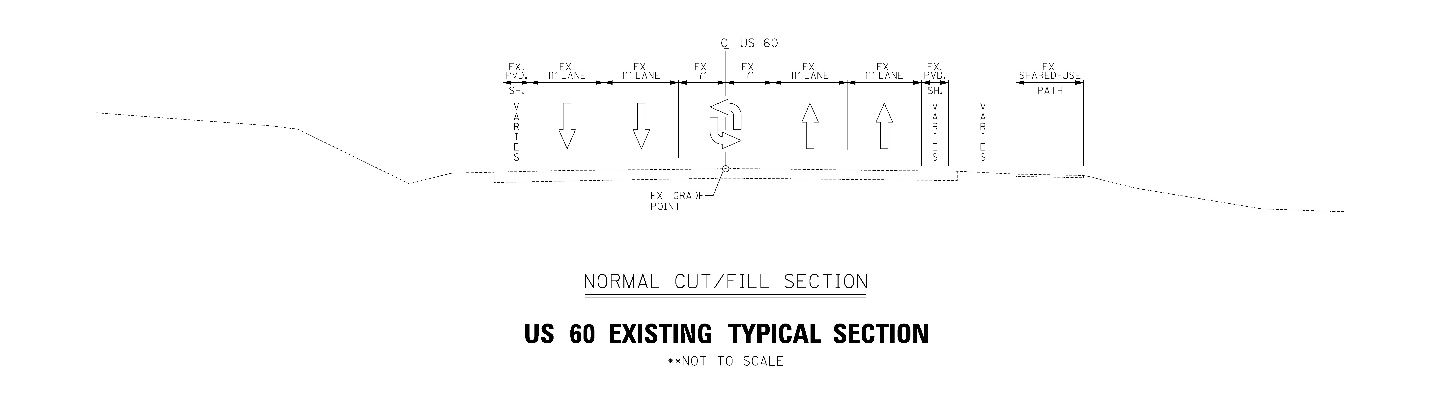 ℄ US 60
EX. PVD. SH.
EX 11' LANE
EX 11' LANE
EX 7'
EX 7'
EX 11' LANE
EX 11' LANE
EX. PVD. SH.
EX SHARED-USE PATH
VARIES
VARIES
VARIES
EX GRADE
POINT
NORMAL CUT/FILL SECTION
US 60 EXISTING TYPICAL SECTION
**NOT TO SCALE